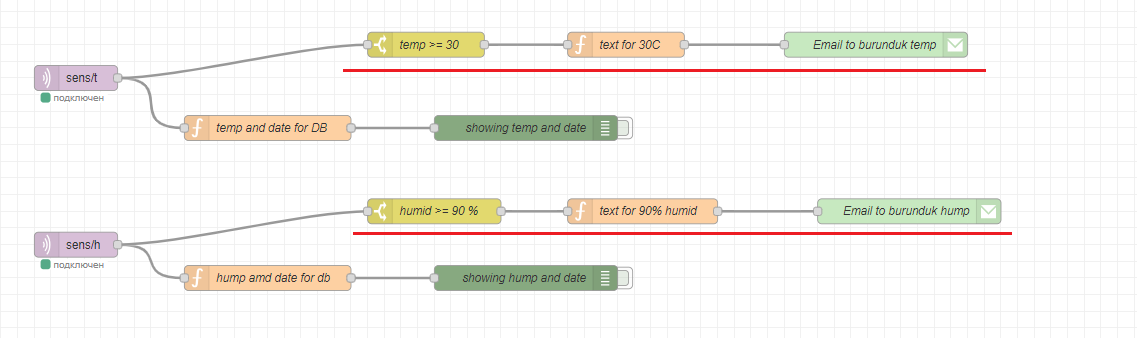 temp >= 30
text for 30C
Email to burunduk temp
sens/t
подключен
temp and date for DB
showing temp and date
humid >= 90 %
text for 90% humid
Email to burunduk hump
sens/h
подключен
hump amd date for db
showing hump and date